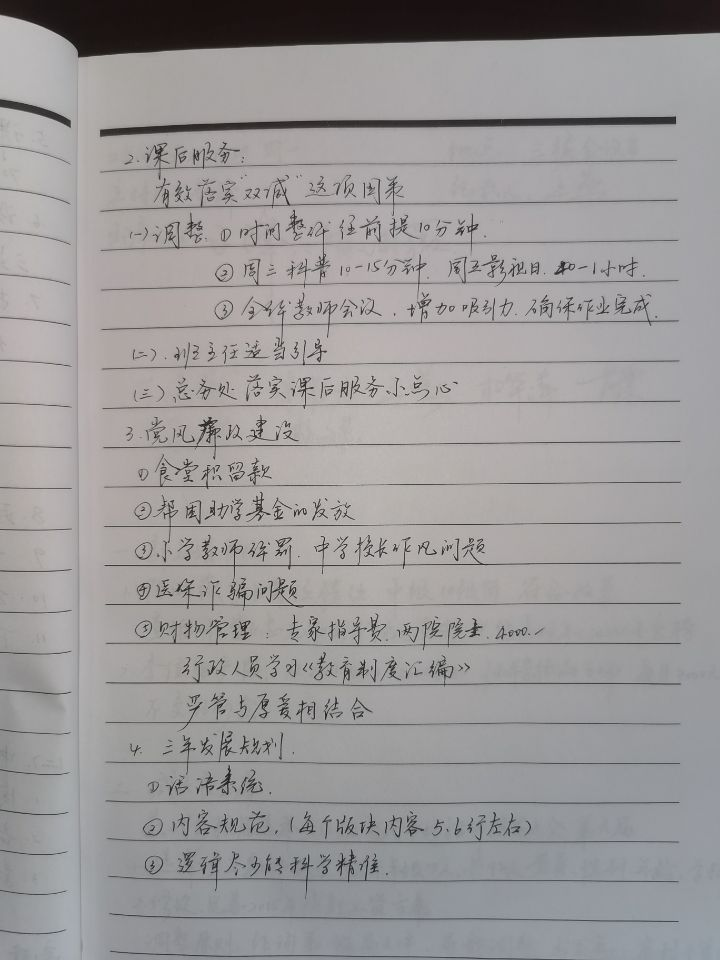 2.课后服务:
有效落实"双减"这项国策
(一)调整.①时间整体往前提10分钟.
②周三科普10-15分钟.周五影视日.40-1小时.
③全体教师会议,增加吸引力.确保作业完成.
(二).班主任适当引导
(三)总务处落实课后服务小点心
3.党风廉政建设
①食堂积留款
②帮困助学基金的发放
③小学教师体罚.中学校长作风问题
④医保诈骗问题
⑤财物管理:专家指导费.两院院士.4000.-
行政人员学习《教育制度汇编》
严管与厚爱相结合
4.三年发展规划.
①话语系统.
②内容规范,(每个版块内容5.6行左右)
③逻辑 科学精准.